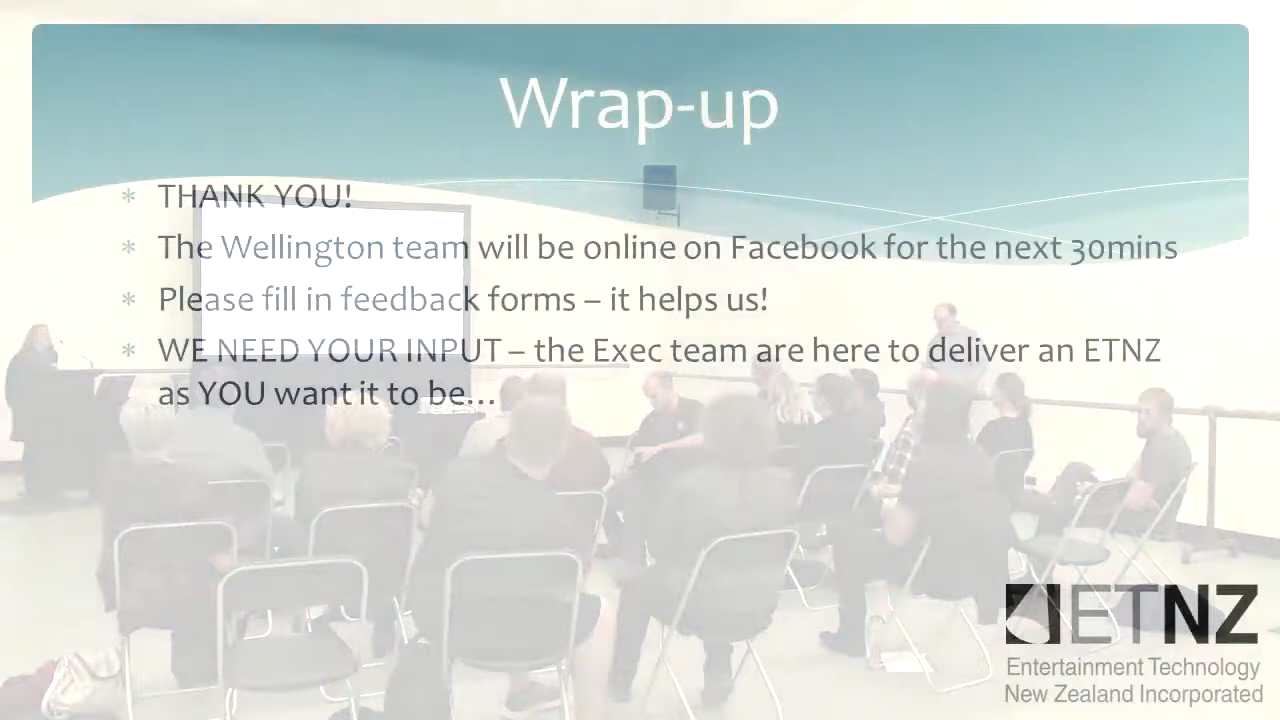 Wrap-up
* THANK YOU!
* The Wellington team will be online on Facebook for the next 30mins
* Please fill in feedback forms – it helps us!
* WE NEED YOUR INPUT – the Exec team are here to deliver an ETNZ
as YOU want it to be...
ETNZ
Entertainment Technology
New Zealand Incorporated